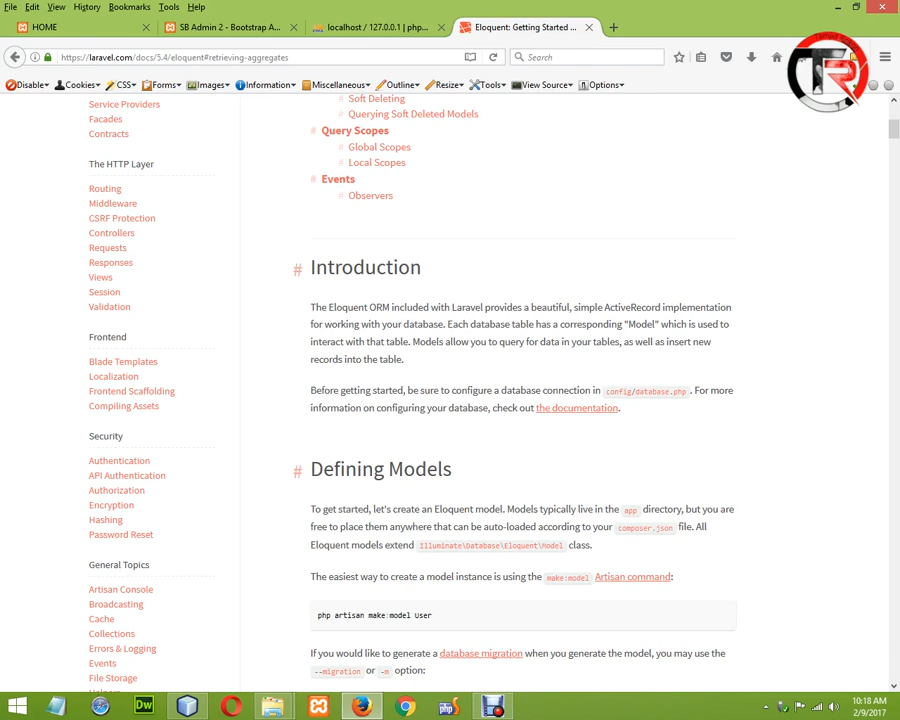 File Edit View History Bookmarks Tools Help
HOME
SB Admin 2 - Bootstrap A...
localhost / 127.0.0.1 | php...
Eloquent: Getting Started ...
https://laravel.com/docs/5.4/eloquent#retrieving-aggregates
Search
Disable Cookies CSS Forms Images Information Miscellaneous Outline Resize Tools View Source Options
Service Providers
Facades
Contracts
The HTTP Layer
Routing
Middleware
CSRF Protection
Controllers
Requests
Responses
Views
Session
Validation
Frontend
Blade Templates
Localization
Frontend Scaffolding
Compiling Assets
Security
Authentication
API Authentication
Authorization
Encryption
Hashing
Password Reset
General Topics
Artisan Console
Broadcasting
Cache
Collections
Errors & Logging
Events
File Storage
# Soft Deleting
# Querying Soft Deleted Models
# Query Scopes
# Global Scopes
# Local Scopes
# Events
# Observers
# Introduction
The Eloquent ORM included with Laravel provides a beautiful, simple ActiveRecord implementation
for working with your database. Each database table has a corresponding "Model" which is used to
interact with that table. Models allow you to query for data in your tables, as well as insert new
records into the table.
Before getting started, be sure to configure a database connection in config/database.php. For more
information on configuring your database, check out the documentation.
# Defining Models
To get started, let's create an Eloquent model. Models typically live in the app directory, but you are
free to place them anywhere that can be auto-loaded according to your composer.json file. All
Eloquent models extend Illuminate\Database\Eloquent\Model class.
The easiest way to create a model instance is using the make:model Artisan command:
php artisan make:model User
If you would like to generate a database migration when you generate the model, you may use the
--migration or -m option:
Dw
php
10:18 AM
2/9/2017